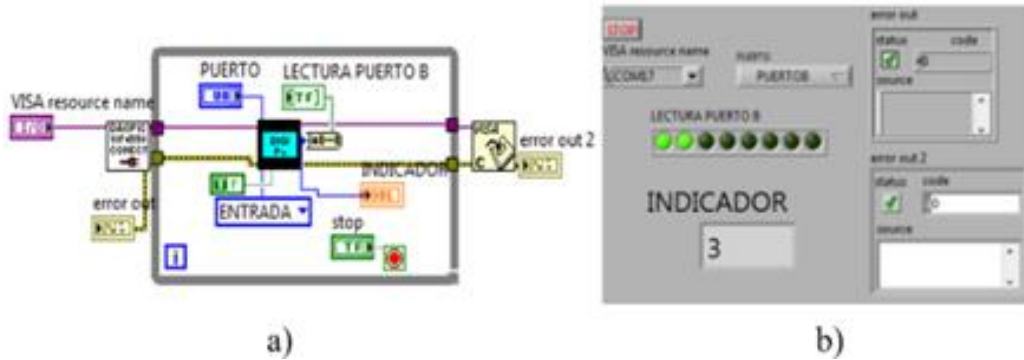 PUERTO
LECTURA PUERTO B
VISA resource name
error out 2
INDICADOR
error out
ENTRADA
stop
i
a)
STOP
VISA resource name
PUERTO
PUERTOB
LECTURA PUERTO B
INDICADOR
3
error out
status code
source
error out 2
status code
0
source
b)